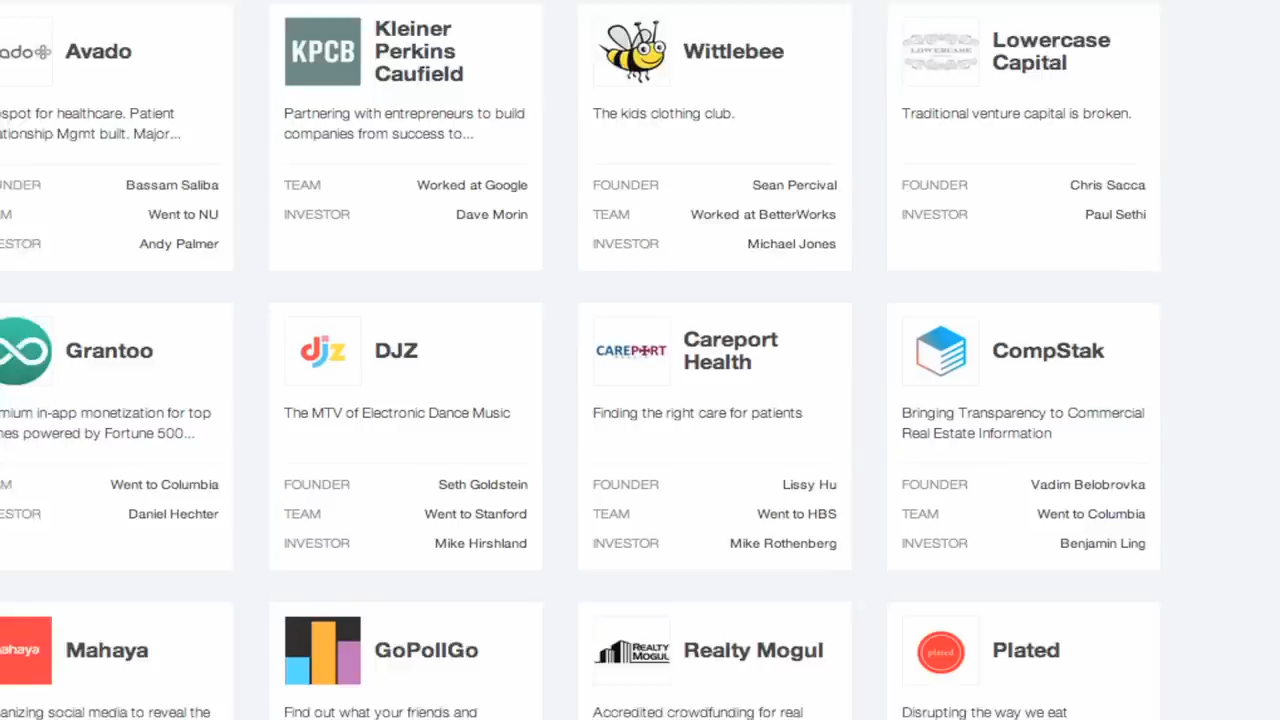 ado
Avado
spot for healthcare. Patient
ationship Mgmt built. Major...
NDER Bassam Saliba
M Went to NU
ESTOR Andy Palmer
KPCB
Kleiner
Perkins
Caufield
Partnering with entrepreneurs to build
companies from success to...
TEAM Worked at Google
INVESTOR Dave Morin
Wittlebee
The kids clothing club.
FOUNDER Sean Percival
TEAM Worked at BetterWorks
INVESTOR Michael Jones
LOWERCASE
Lowercase
Capital
Traditional venture capital is broken.
FOUNDER Chris Sacca
INVESTOR Paul Sethi
Grantoo
mium in-app monetization for top
nes powered by Fortune 500...
M Went to Columbia
ESTOR Daniel Hechter
djz
DJZ
The MTV of Electronic Dance Music
FOUNDER Seth Goldstein
TEAM Went to Stanford
INVESTOR Mike Hirshland
CAREPORT
Careport
Health
Finding the right care for patients
FOUNDER Lissy Hu
TEAM Went to HBS
INVESTOR Mike Rothenberg
CompStak
Bringing Transparency to Commercial
Real Estate Information
FOUNDER Vadim Belobrovka
TEAM Went to Columbia
INVESTOR Benjamin Ling
ahaya
Mahaya
anizing social media to reveal the
GoPollGo
Find out what your friends and
REALTY
MOGUL
Realty Mogul
Accredited crowdfunding for real
plated
Plated
Disrupting the way we eat